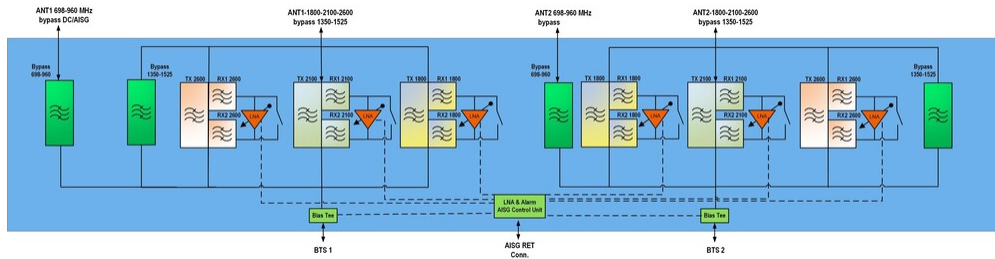 ANT1 698-960 MHz
bypass DC/AISG
ANT1-1800-2100-2600
bypass 1350-1525
ANT2 698-960 MHz
bypass
ANT2-1800-2100-2600
bypass 1350-1525
Bypass
698-960
Bypass
1350-1525
TX 2600
RX1 2600
RX2 2600
LNA
TX 2100
RX1 2100
RX2 2100
LNA
TX 1800
RX1 1800
RX2 1800
LNA
Bypass
698-960
TX 1800
RX1 1800
RX2 1800
LNA
TX 2100
RX1 2100
RX2 2100
LNA
TX 2600
RX1 2600
RX2 2600
LNA
Bypass
1350-1525
LNA & Alarm
AISG Control Unit
Bias Tee
Bias Tee
BTS 1
AISG RET
Conn.
BTS 2